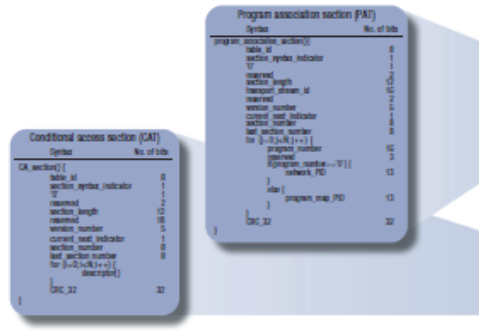 Program association section (PAT)
Syntax No. of bits
program_association_section(){
table_id 8
section_syntax_indicator 1
'0' 1
reserved 2
section_length 12
transport_stream_id 16
reserved 2
version_number 5
current_next_indicator 1
section_number 8
last_section_number 8
for (i=0;i<N;i++) {
program_number 16
reserved 3
if(program_number=='0') {
network_PID 13
}
else {
program_map_PID 13
}
}
CRC_32 32
}
Conditional access section (CAT)
Syntax No. of bits
CA_section() {
table_id 8
section_syntax_indicator 1
'0' 1
reserved 2
section_length 12
reserved 18
version_number 5
current_next_indicator 1
section_number 8
last_section_number 8
for (i=0;i<N;i++) {
descriptor()
}
CRC_32 32
}